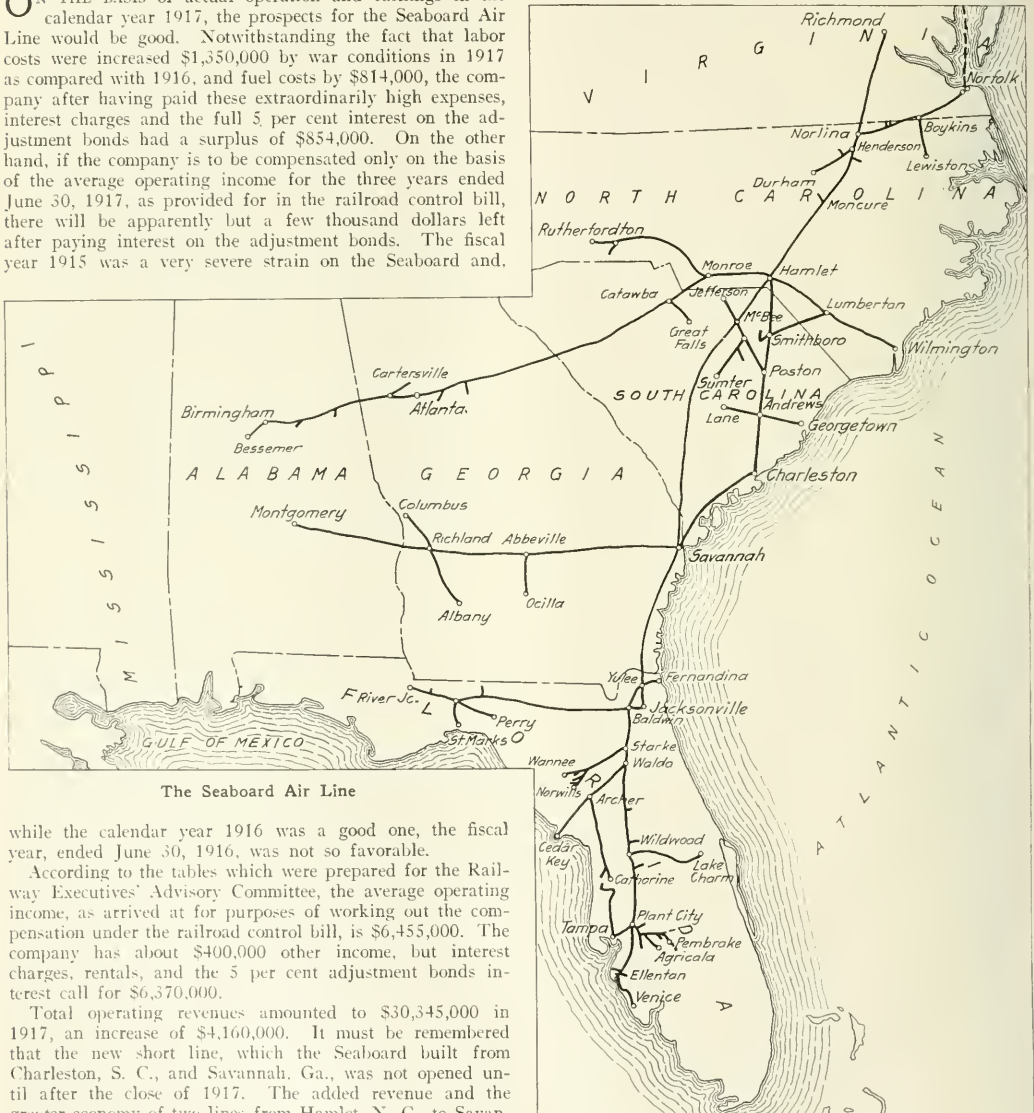 calendar year 1917, the prospects for the Seaboard Air
Line would be good. Notwithstanding the fact that labor
costs were increased $1,350,000 by war conditions in 1917
as compared with 1916, and fuel costs by $814,000, the com-
pany after having paid these extraordinarily high expenses,
interest charges and the full 5 per cent interest on the ad-
justment bonds had a surplus of $854,000. On the other
hand, if the company is to be compensated only on the basis
of the average operating income for the three years ended
June 30, 1917, as provided for in the railroad control bill,
there will be apparently but a few thousand dollars left
after paying interest on the adjustment bonds. The fiscal
year 1915 was a very severe strain on the Seaboard and,
Richmond
VIRGINIA
Norfolk
Norlina
Boykins
Henderson
Lewiston
Durham
NORTH CAROLINA
Moncure
Rutherfordton
Monroe
Hamlet
Catawba
Jefferson
Lumberton
McBee
Great
Falls
Smithboro
Wilmington
Cartersville
Poston
Sumter
SOUTH CAROLINA
Birmingham
Atlanta
Lane
Andrews
Georgetown
Bessemer
MISSISSIPPI
ALABAMA
GEORGIA
Charleston
Columbus
Montgomery
Richland
Abbeville
Savannah
Ocilla
Albany
ATLANTIC OCEAN
Yulee
Fernandina
FLORIDA
River Jc.
Jacksonville
Baldwin
Perry
St Marks
GULF OF MEXICO
Starke
Waldo
Wannee
Norwills
Archer
Cedar
Key
Wildwood
Lake
Charm
Catharine
Plant City
Tampa
Pembrake
Agricala
Ellentan
Venice
The Seaboard Air Line
while the calendar year 1916 was a good one, the fiscal
year, ended June 30, 1916, was not so favorable.
According to the tables which were prepared for the Rail-
way Executives' Advisory Committee, the average operating
income, as arrived at for purposes of working out the com-
pensation under the railroad control bill, is $6,455,000. The
company has about $400,000 other income, but interest
charges, rentals, and the 5 per cent adjustment bonds in-
terest call for $6,370,000.
Total operating revenues amounted to $30,345,000 in
1917, an increase of $4,160,000. It must be remembered
that the new short line, which the Seaboard built from
Charleston, S. C., and Savannah, Ga., was not opened un-
til after the close of 1917. The added revenue and the